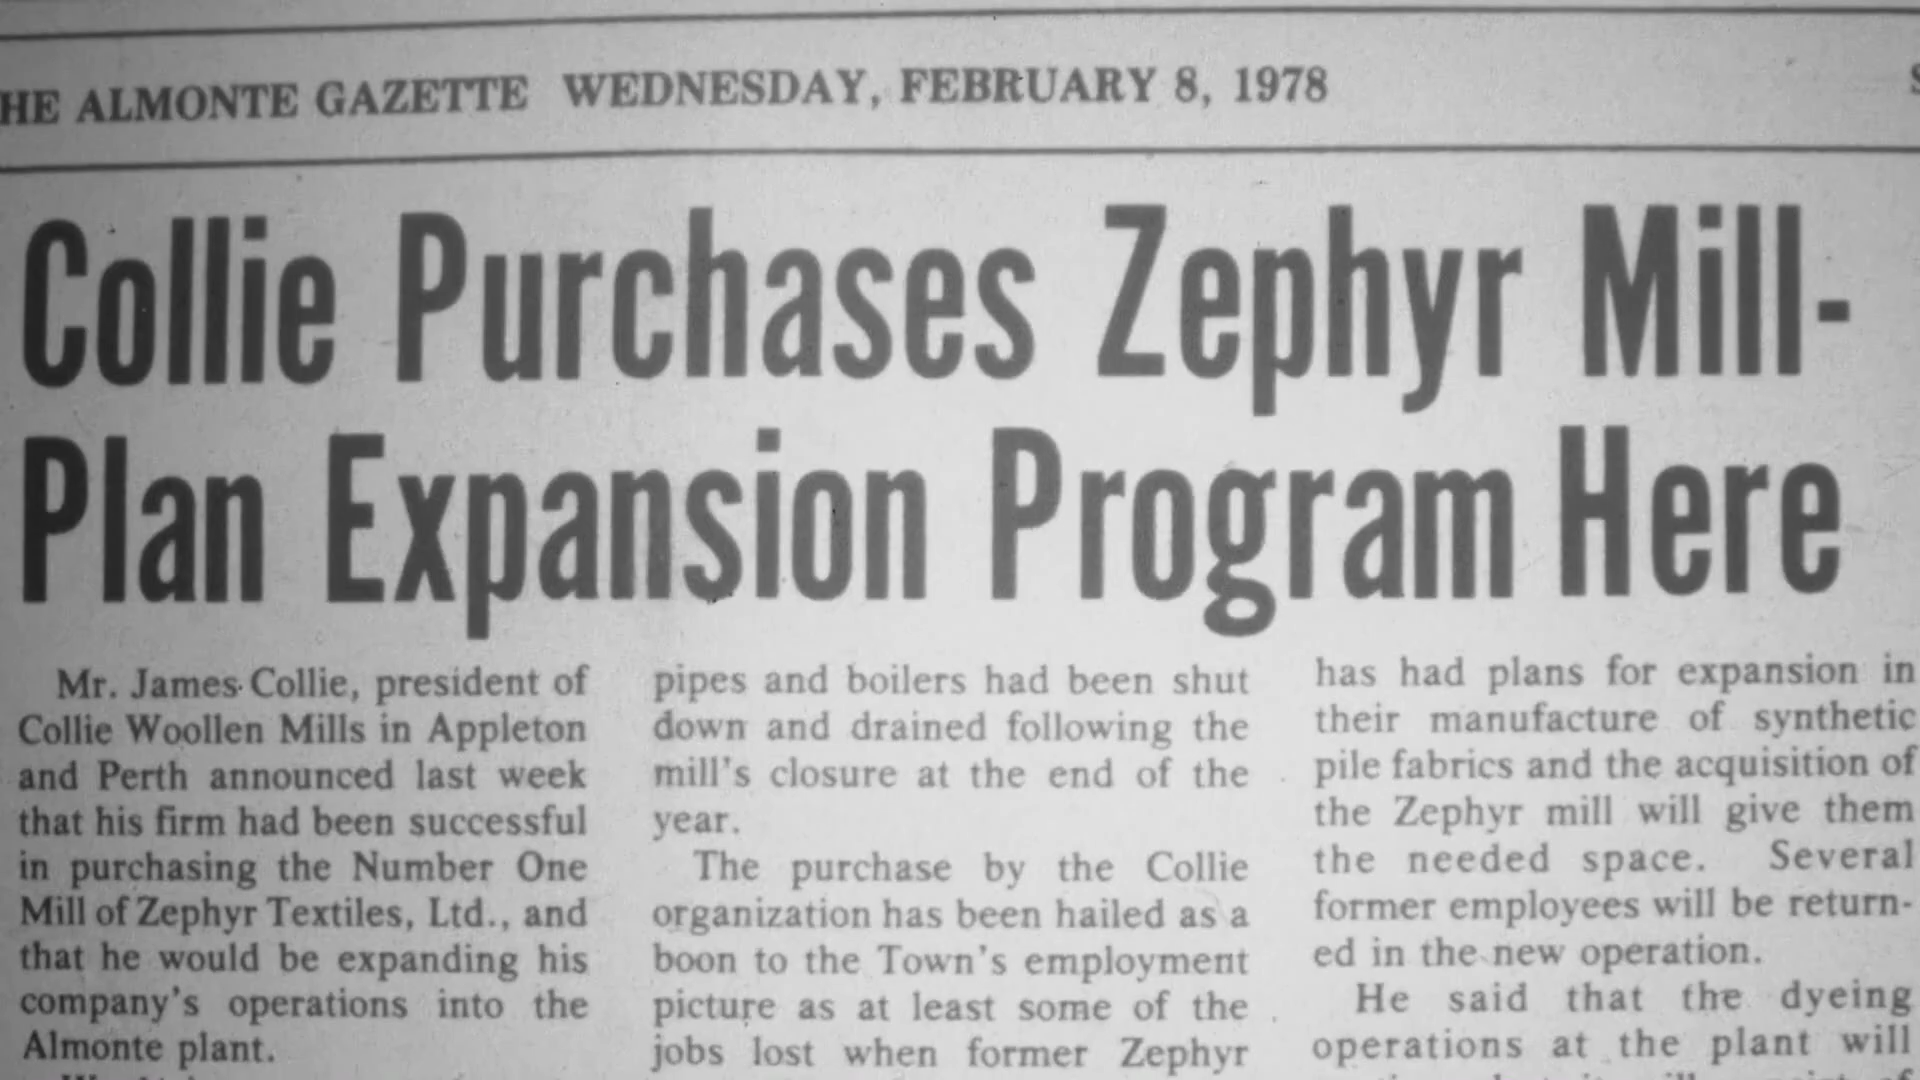 HE ALMONTE GAZETTE WEDNESDAY, FEBRUARY 8, 1978
Collie Purchases Zephyr Mill-
Plan Expansion Program Here
Mr. James Collie, president of
Collie Woollen Mills in Appleton
and Perth announced last week
that his firm had been successful
in purchasing the Number One
Mill of Zephyr Textiles, Ltd., and
that he would be expanding his
company's operations into the
Almonte plant.
pipes and boilers had been shut
down and drained following the
mill's closure at the end of the
year.
The purchase by the Collie
organization has been hailed as a
boon to the Town's employment
picture as at least some of the
jobs lost when former Zephyr
has had plans for expansion in
their manufacture of synthetic
pile fabrics and the acquisition of
the Zephyr mill will give them
the needed space. Several
former employees will be return-
ed in the new operation.
He said that the dyeing
operations at the plant will